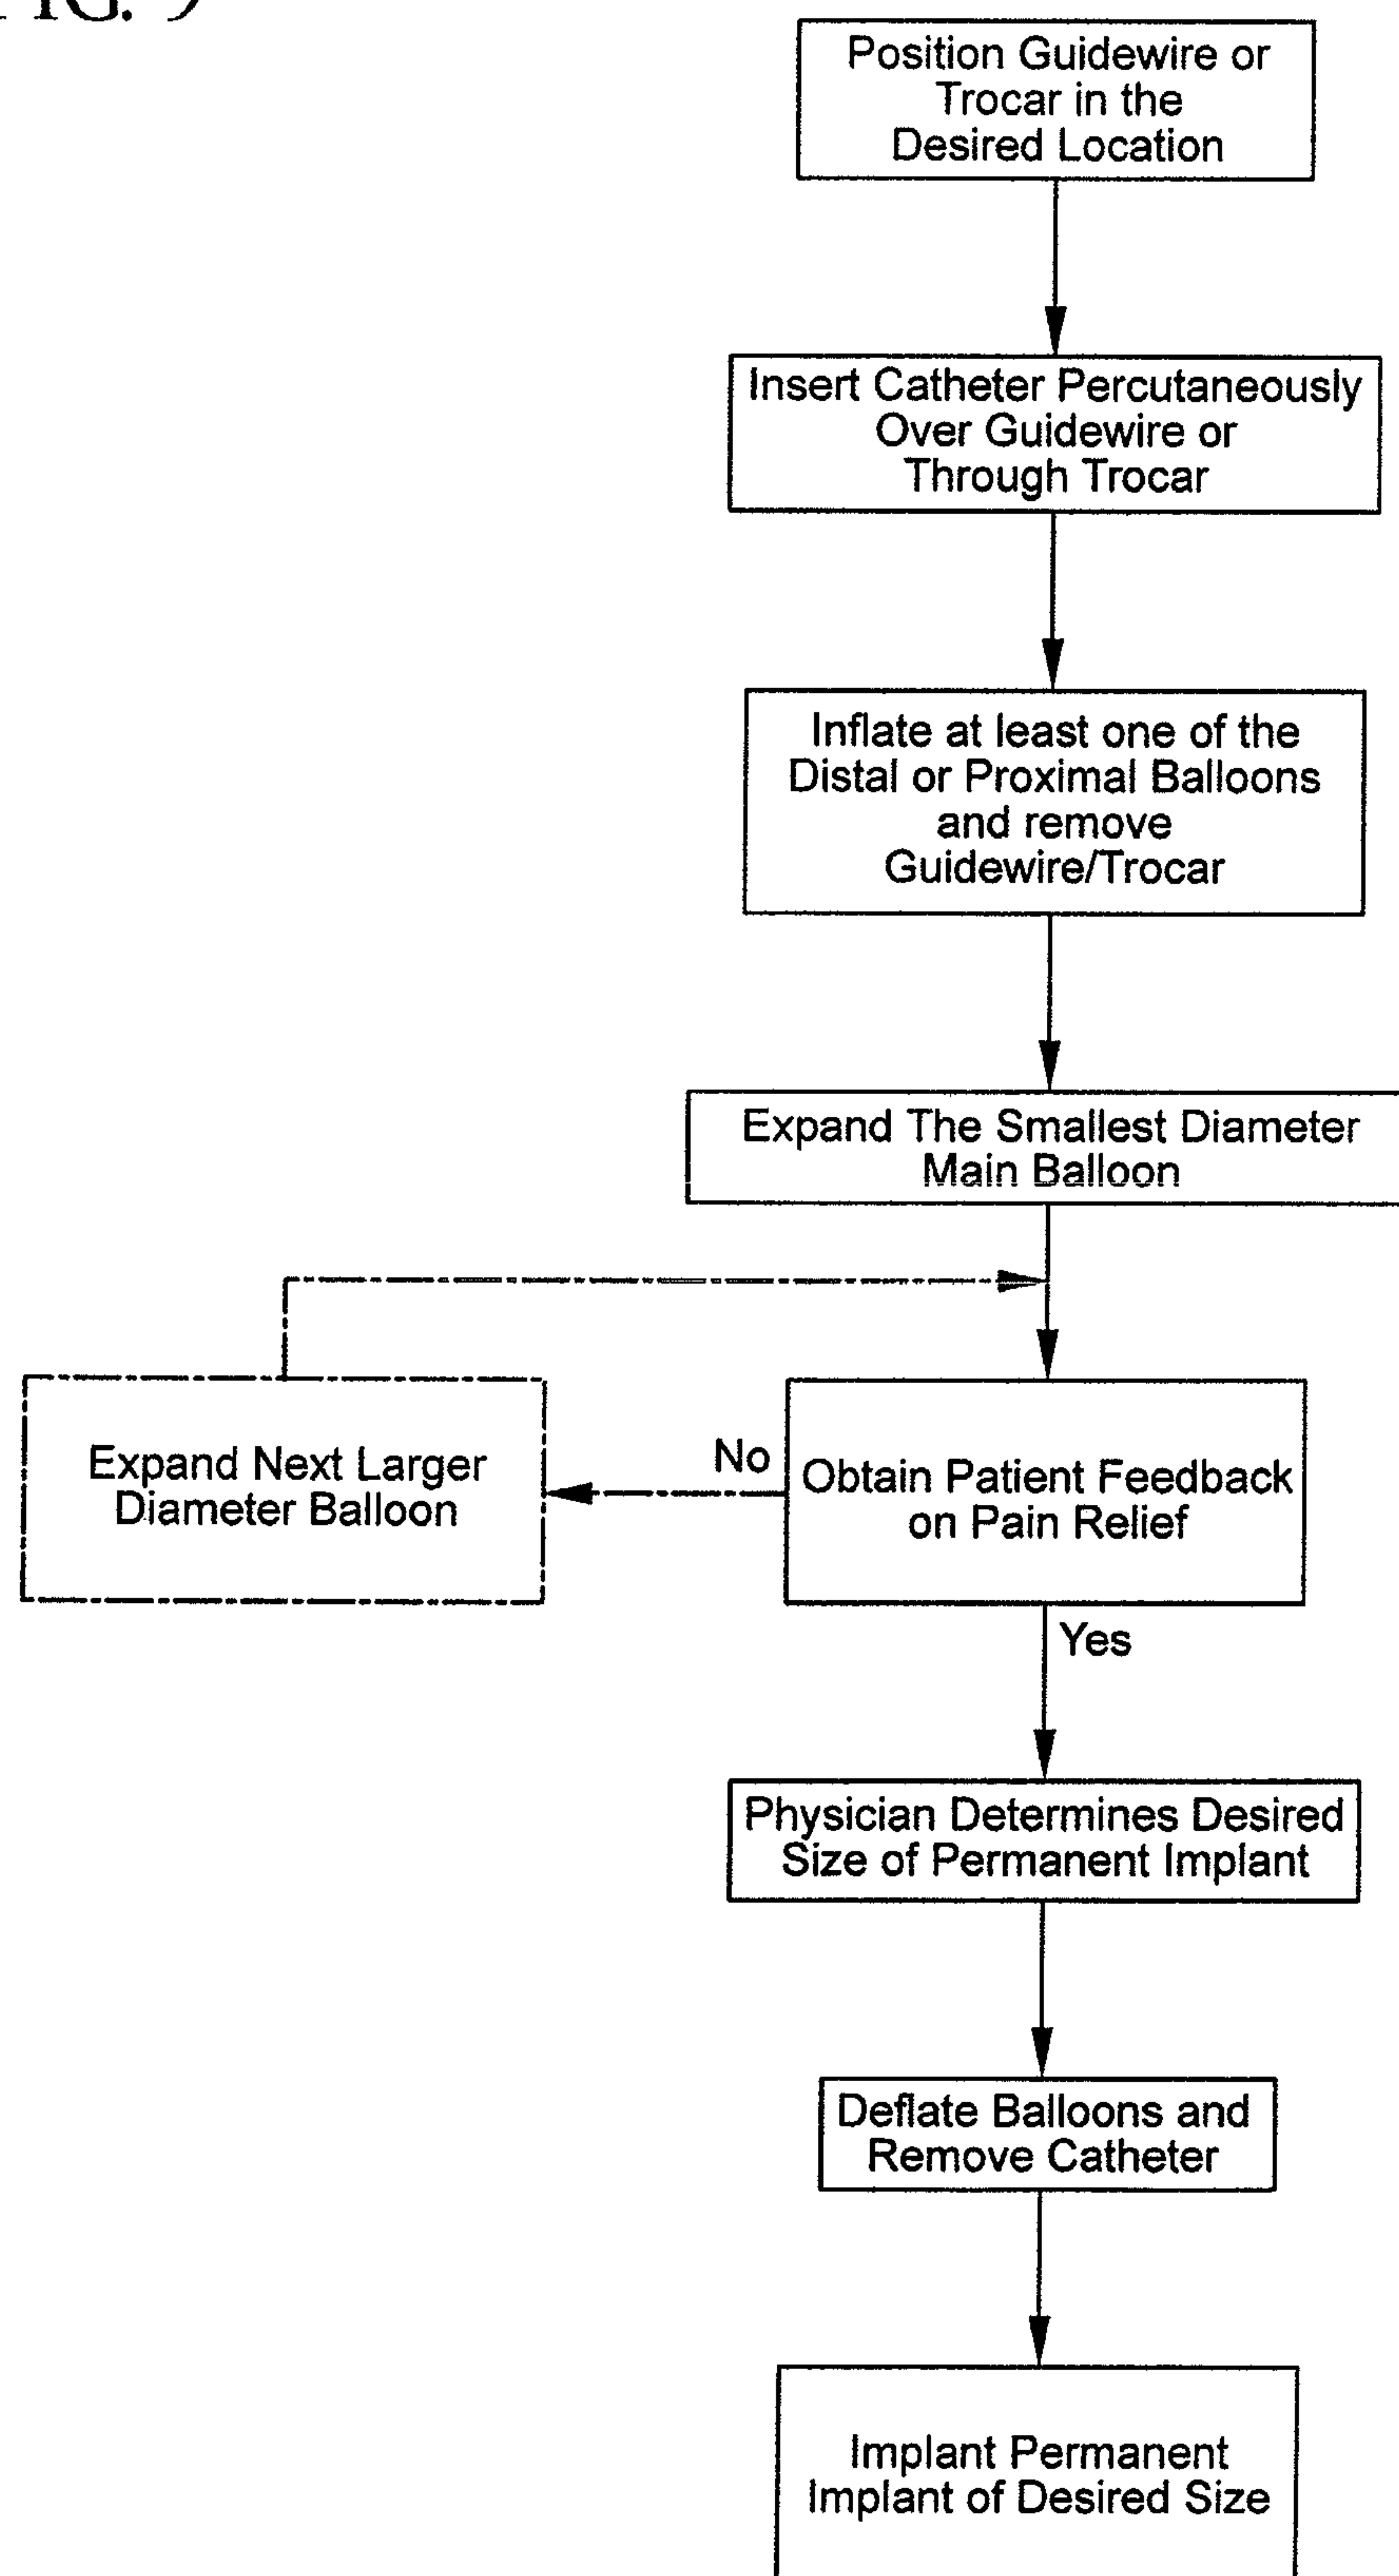 FIG. 9
Position Guidewire or
Trocar in the
Desired Location
Insert Catheter Percutaneously
Over Guidewire or
Through Trocar
Inflate at least one of the
Distal or Proximal Balloons
and remove
Guidewire/Trocar
Expand The Smallest Diameter
Main Balloon
Expand Next Larger
Diameter Balloon
No
Obtain Patient Feedback
on Pain Relief
Yes
Physician Determines Desired
Size of Permanent Implant
Deflate Balloons and
Remove Catheter
Implant Permanent
Implant of Desired Size